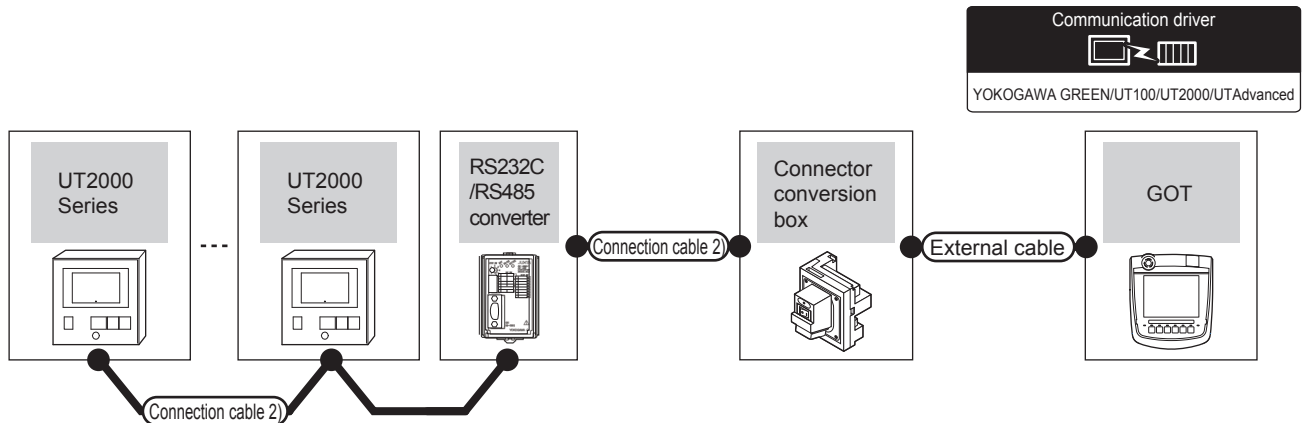 Communication driver
YOKOGAWA GREEN/UT100/UT2000/UTAdvanced
UT2000
Series
UT2000
Series
RS232C
/RS485
converter
Connector
conversion
box
GOT
Connection cable 2)
External cable
Connection cable 2)